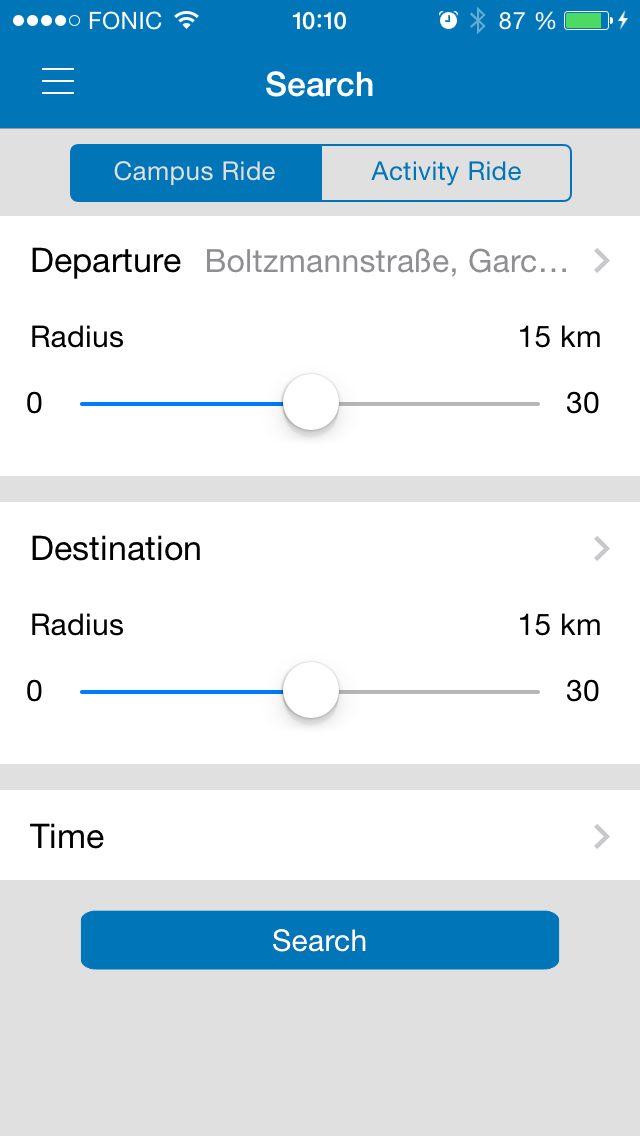 FONIC 10:10 87 %
Search
Campus Ride Activity Ride
Departure Boltzmannstraße, Garc...
Radius 15 km
0 30
Destination
Radius 15 km
0 30
Time
Search